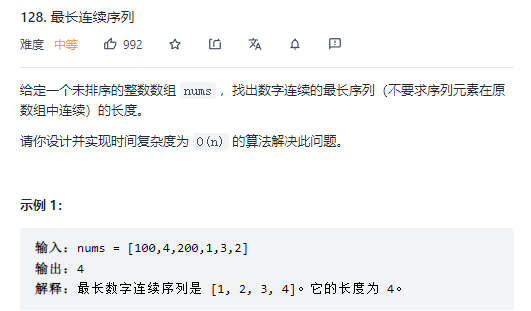 128. 最长连续序列
难度 中等 992
给定一个未排序的整数数组 nums ，找出数字连续的最长序列（不要求序列元素在原
数组中连续）的长度。
请你设计并实现时间复杂度为 O(n) 的算法解决此问题。
示例 1：
输入：nums = [100,4,200,1,3,2]
输出：4
解释：最长数字连续序列是 [1, 2, 3, 4]。它的长度为 4。